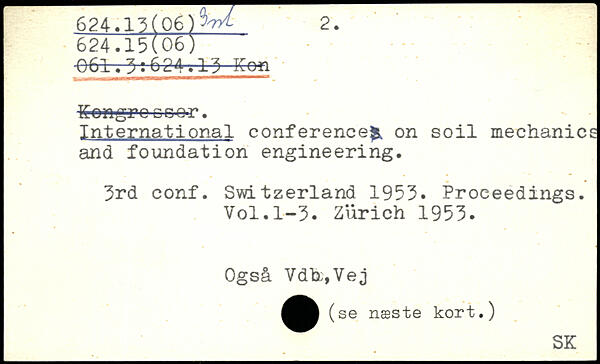 624.13(06) Int 2.
624.15(06)
061.3:624.13 Kon
Kongresser.
International conferences on soil mechanics
and foundation engineering.
3rd conf. Switzerland 1953. Proceedings.
Vol.1-3. Zürich 1953.
Også Vdb,Vej
(se næste kort.)
SK